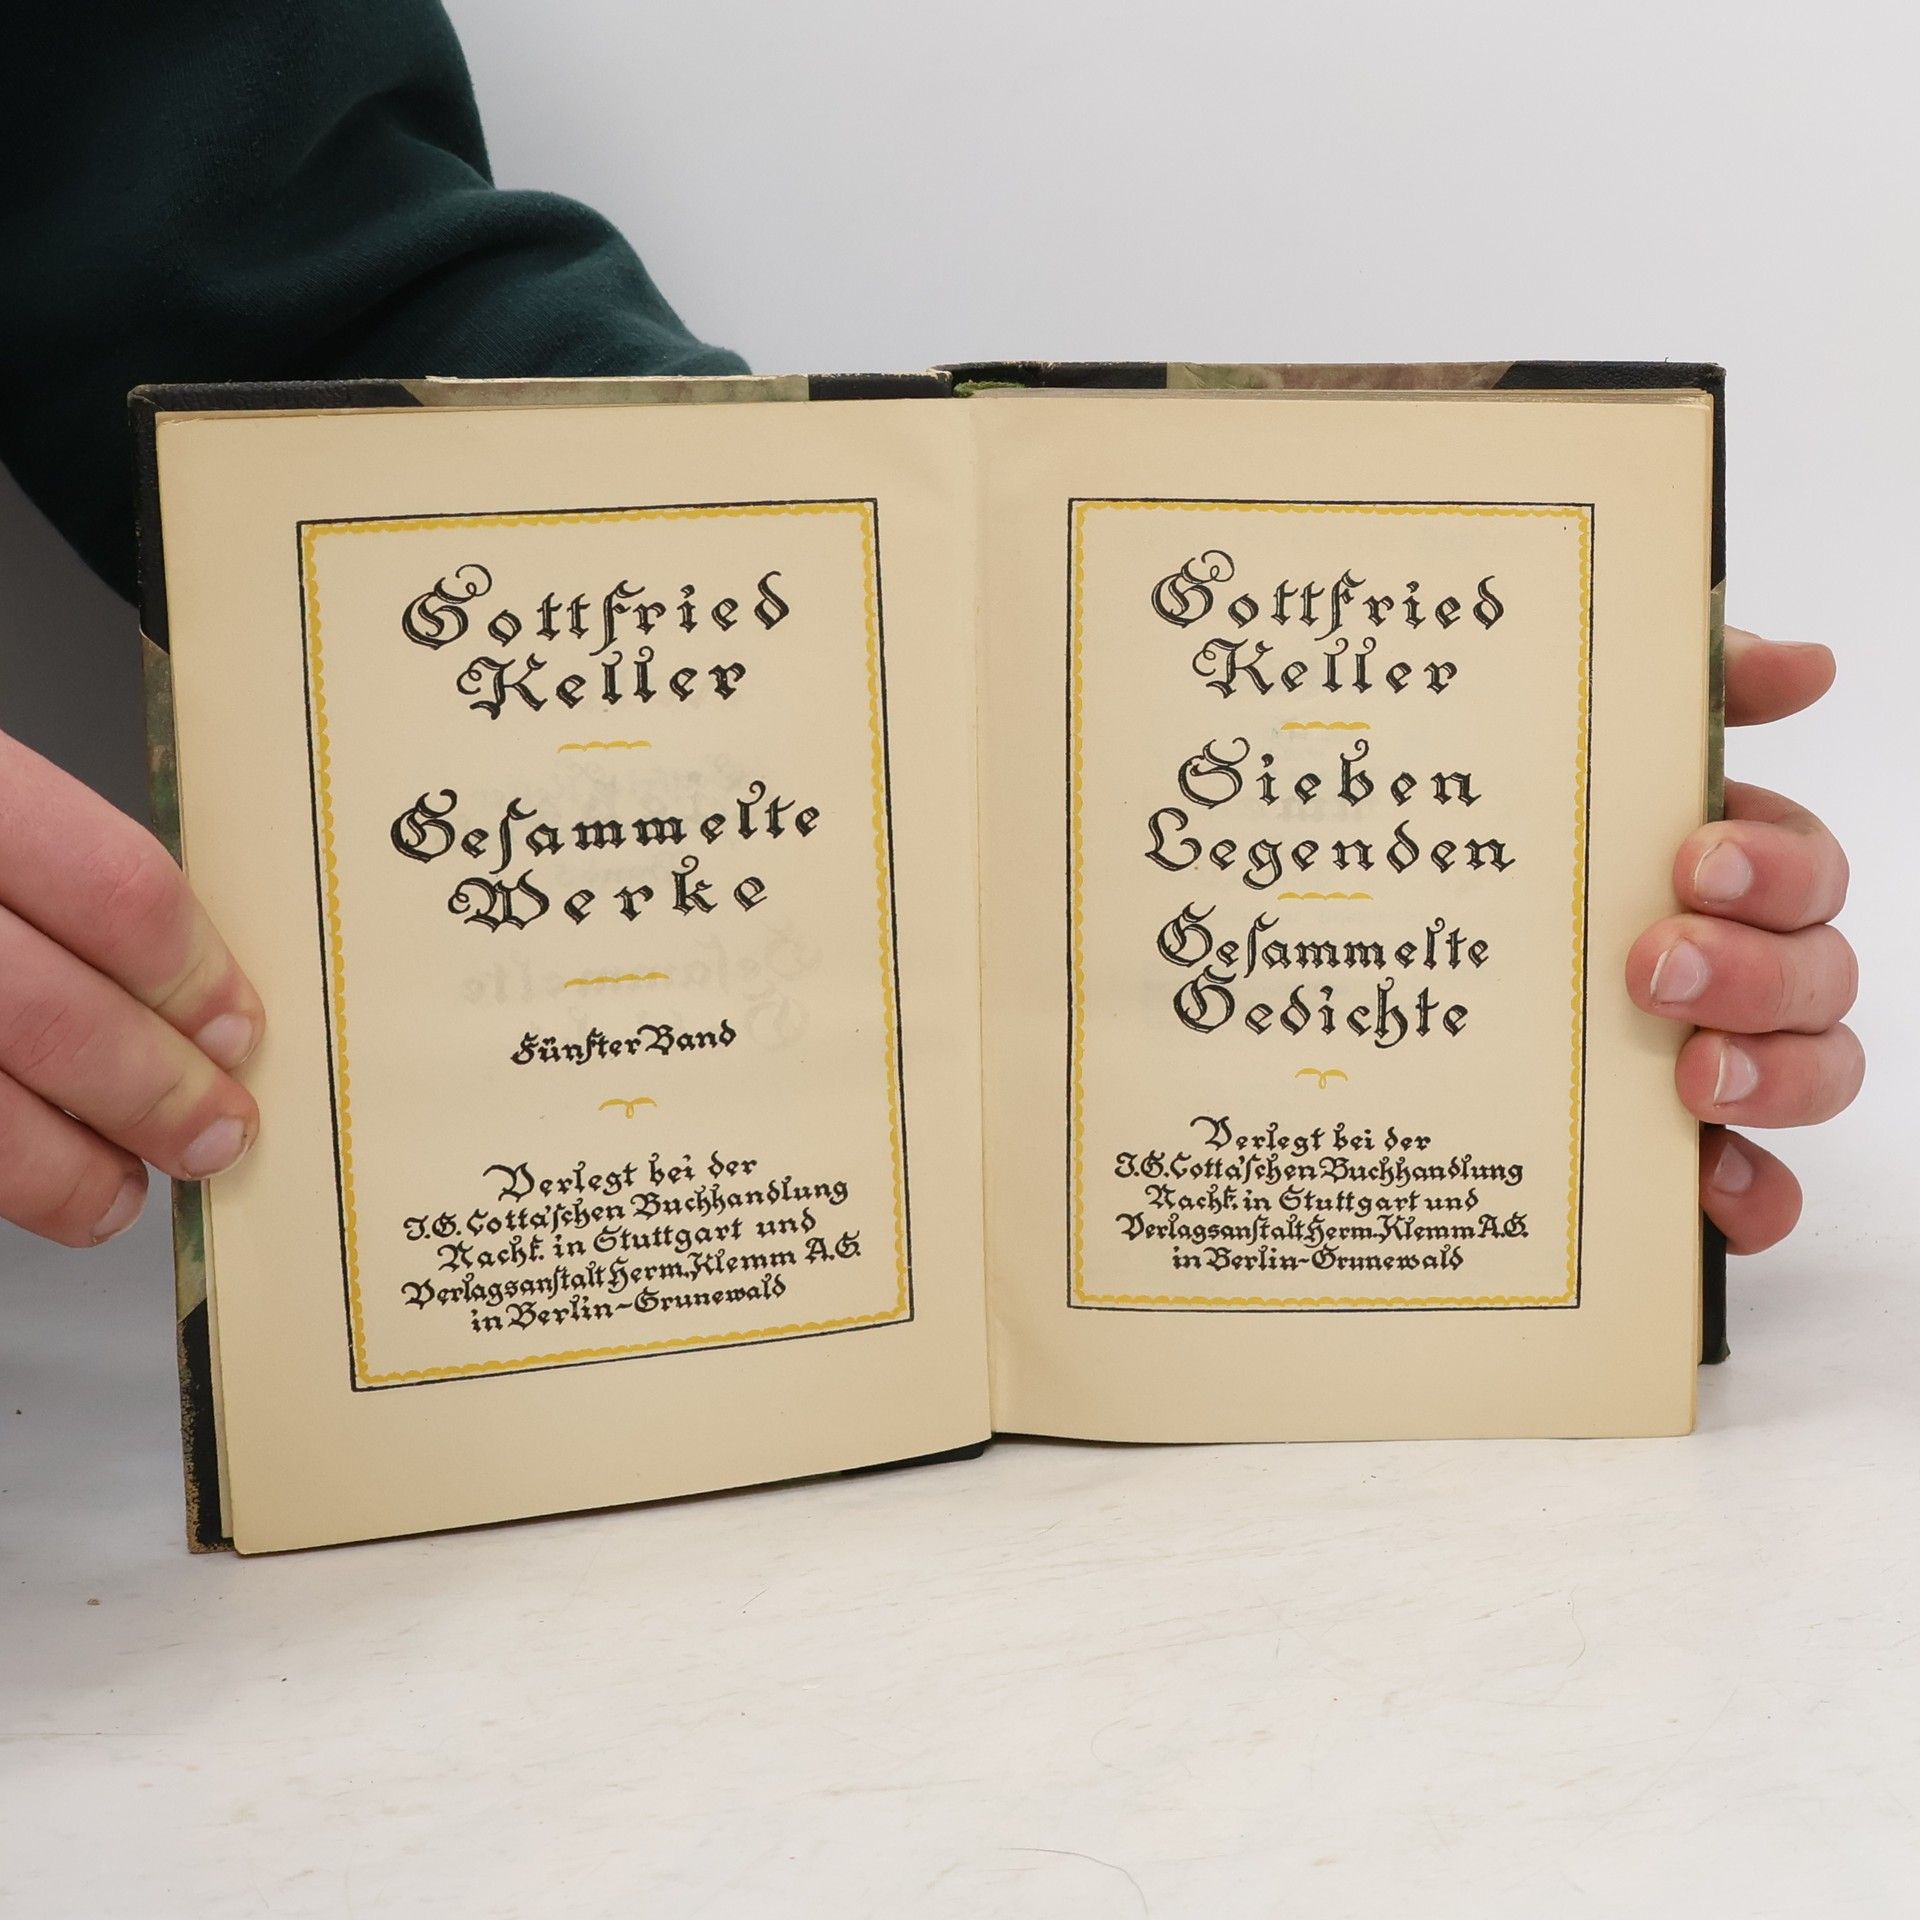 Gottfried
Keller
Gesammelte
Werke
Fünfter Band
Verlegt bei der
J.G. Cotta'schen Buchhandlung
Nachf. in Stuttgart und
Verlagsanstalt Herm. Klemm A.G.
in Berlin-Grunewald
Gottfried
Keller
Sieben
Legenden
Gesammelte
Gedichte
Verlegt bei der
J.G. Cotta'schen Buchhandlung
Nachf. in Stuttgart und
Verlagsanstalt Herm. Klemm A.G.
in Berlin-Grunewald